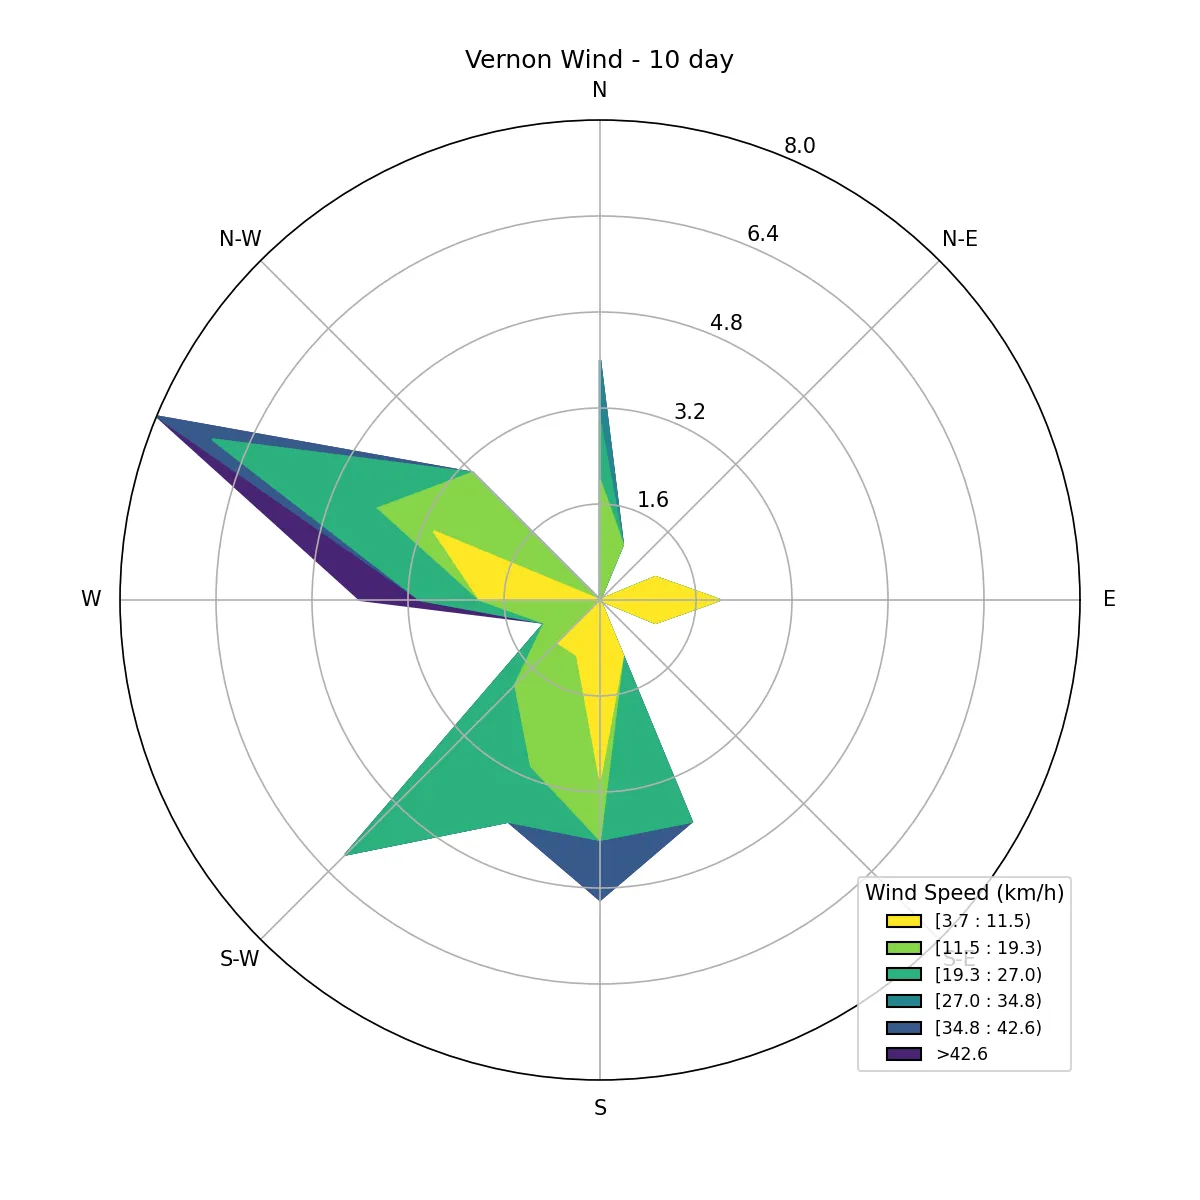 Vernon Wind - 10 day
N
8.0
N-W
N-E
6.4
4.8
3.2
1.6
W
E
S-W
S-E
S
Wind Speed (km/h)
[3.7 : 11.5)
[11.5 : 19.3)
[19.3 : 27.0)
[27.0 : 34.8)
[34.8 : 42.6)
>42.6